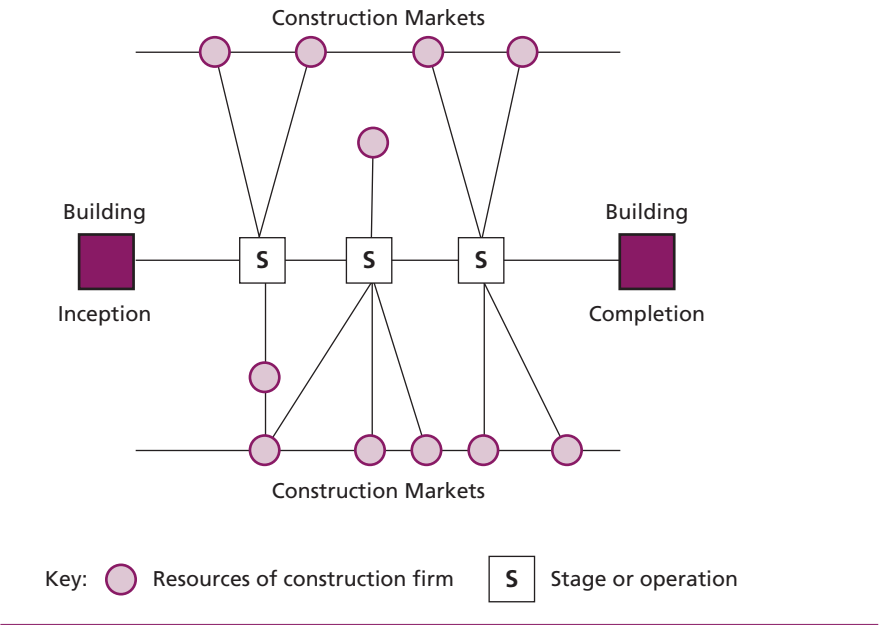 Construction Markets
Building
Building
S
S
S
Inception
Completion
Construction Markets
Key:
Resources of construction firm
S
Stage or operation